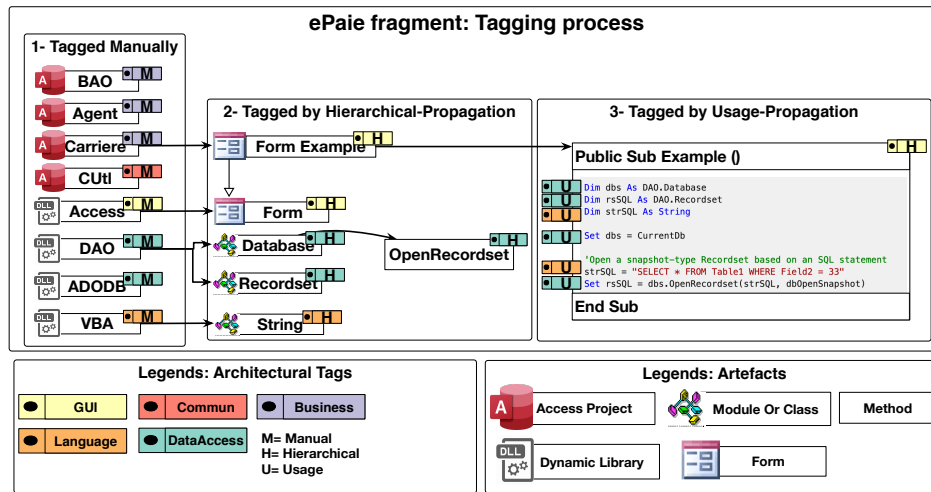 ePaie fragment: Tagging process
1- Tagged Manually
M
A BAO
M
A Agent
M
A Carriere
M
A CUtl
M
DLL Access
M
DLL DAO
M
DLL ADODB
M
DLL VBA
2- Tagged by Hierarchical-Propagation
H
Form Example
H
Form
H
Database
H
OpenRecordset
H
Recordset
H
String
3- Tagged by Usage-Propagation
H
Public Sub Example ()
U Dim dbs As DAO.Database
U Dim rsSQL As DAO.Recordset
U Dim strSQL As String
U Set dbs = CurrentDb
'Open a snapshot-type Recordset based on an SQL statement
U strSQL = "SELECT * FROM Table1 WHERE Field2 = 33"
U Set rsSQL = dbs.OpenRecordset(strSQL, dbOpenSnapshot)
End Sub
Legends: Architectural Tags
GUI
Commun
Business
Language
DataAccess
M= Manual
H= Hierarchical
U= Usage
Legends: Artefacts
A Access Project
Module Or Class
Method
DLL Dynamic Library
Form